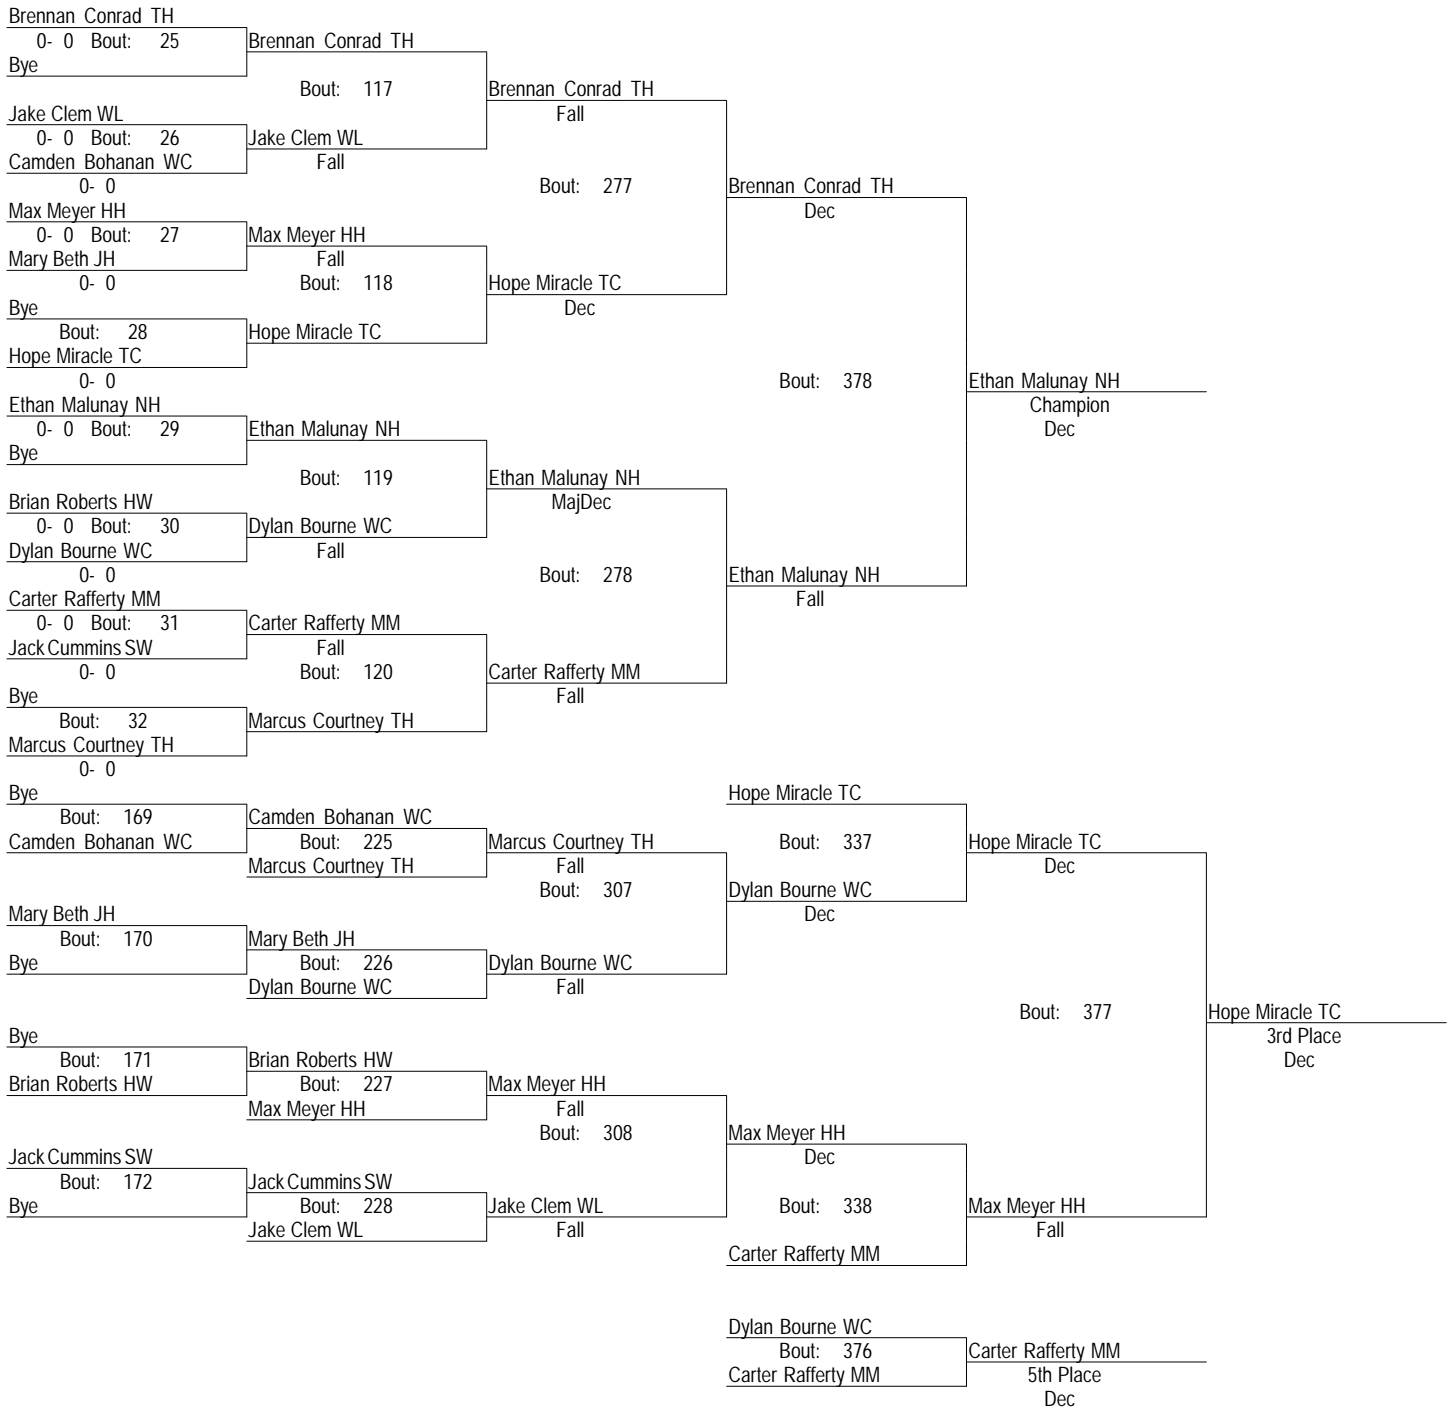 Brennan Conrad TH
0- 0 Bout: 25 Brennan Conrad TH
Bye
Bout: 117 Brennan Conrad TH
Jake Clem WL Fall
0- 0 Bout: 26 Jake Clem WL
Camden Bohanan WC Fall
0- 0 Bout: 277 Brennan Conrad TH
Max Meyer HH Dec
0- 0 Bout: 27 Max Meyer HH
Mary Beth JH Fall
0- 0 Bout: 118 Hope Miracle TC
Bye Dec
Bout: 28 Hope Miracle TC
Hope Miracle TC
0- 0 Bout: 378 Ethan Malunay NH
Ethan Malunay NH Champion
0- 0 Bout: 29 Ethan Malunay NH Dec
Bye
Bout: 119 Ethan Malunay NH
Brian Roberts HW MajDec
0- 0 Bout: 30 Dylan Bourne WC
Dylan Bourne WC Fall
0- 0 Bout: 278 Ethan Malunay NH
Carter Rafferty MM Fall
0- 0 Bout: 31 Carter Rafferty MM
Jack Cummins SW Fall
0- 0 Bout: 120 Carter Rafferty MM
Bye Fall
Bout: 32 Marcus Courtney TH
Marcus Courtney TH
0- 0
Bye Hope Miracle TC
Bout: 169 Camden Bohanan WC
Camden Bohanan WC Bout: 225 Marcus Courtney TH Bout: 337 Hope Miracle TC
Marcus Courtney TH Fall Dec
Bout: 307 Dylan Bourne WC
Mary Beth JH Dec
Bout: 170 Mary Beth JH
Bye Bout: 226 Dylan Bourne WC
Dylan Bourne WC Fall
Bout: 377 Hope Miracle TC
Bye 3rd Place
Bout: 171 Brian Roberts HW Dec
Brian Roberts HW Bout: 227 Max Meyer HH
Max Meyer HH Fall
Bout: 308 Max Meyer HH
Jack Cummins SW Dec
Bout: 172 Jack Cummins SW
Bye Bout: 228 Jake Clem WL Bout: 338 Max Meyer HH
Jake Clem WL Fall Fall
Carter Rafferty MM
Dylan Bourne WC
Bout: 376 Carter Rafferty MM
Carter Rafferty MM 5th Place
Dec